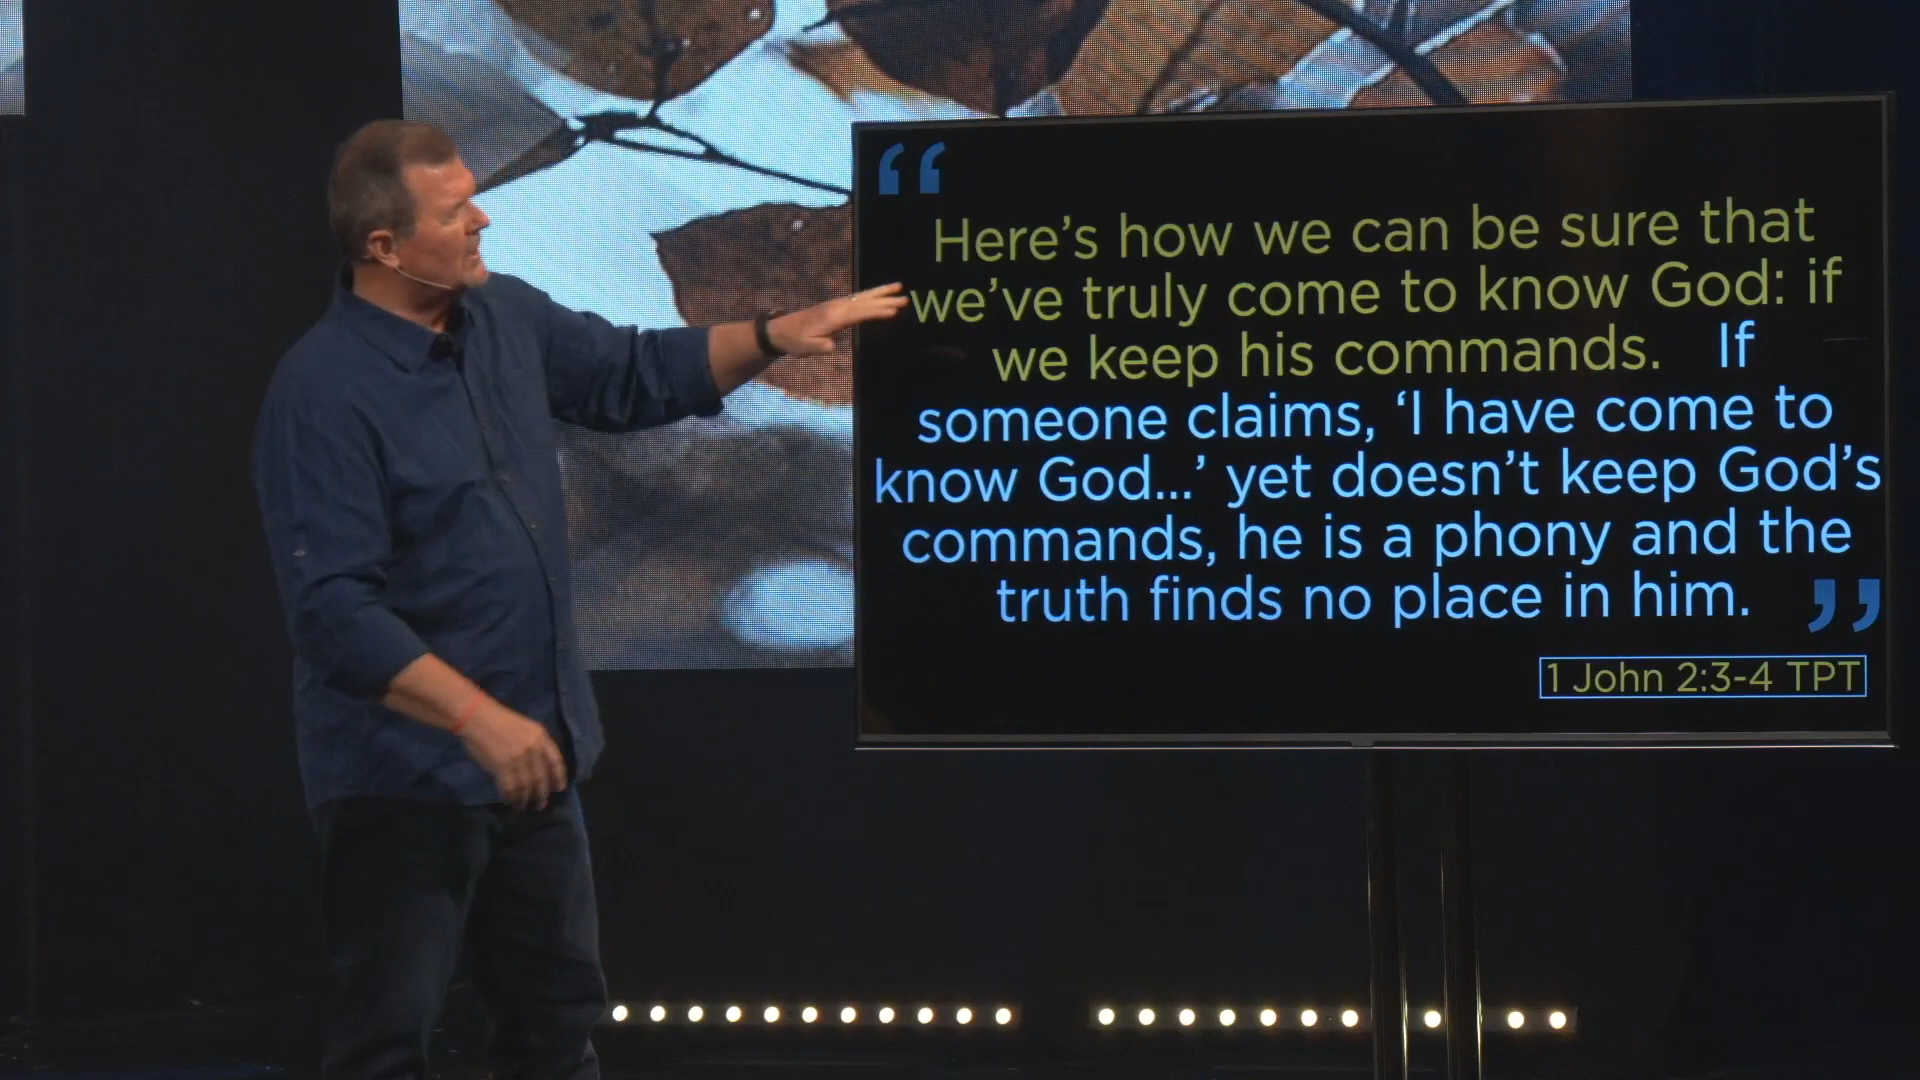 “
Here’s how we can be sure that
we’ve truly come to know God: if
we keep his commands. If
someone claims, ‘I have come to
know God...’ yet doesn’t keep God’s
commands, he is a phony and the
truth finds no place in him. ”
1 John 2:3-4 TPT